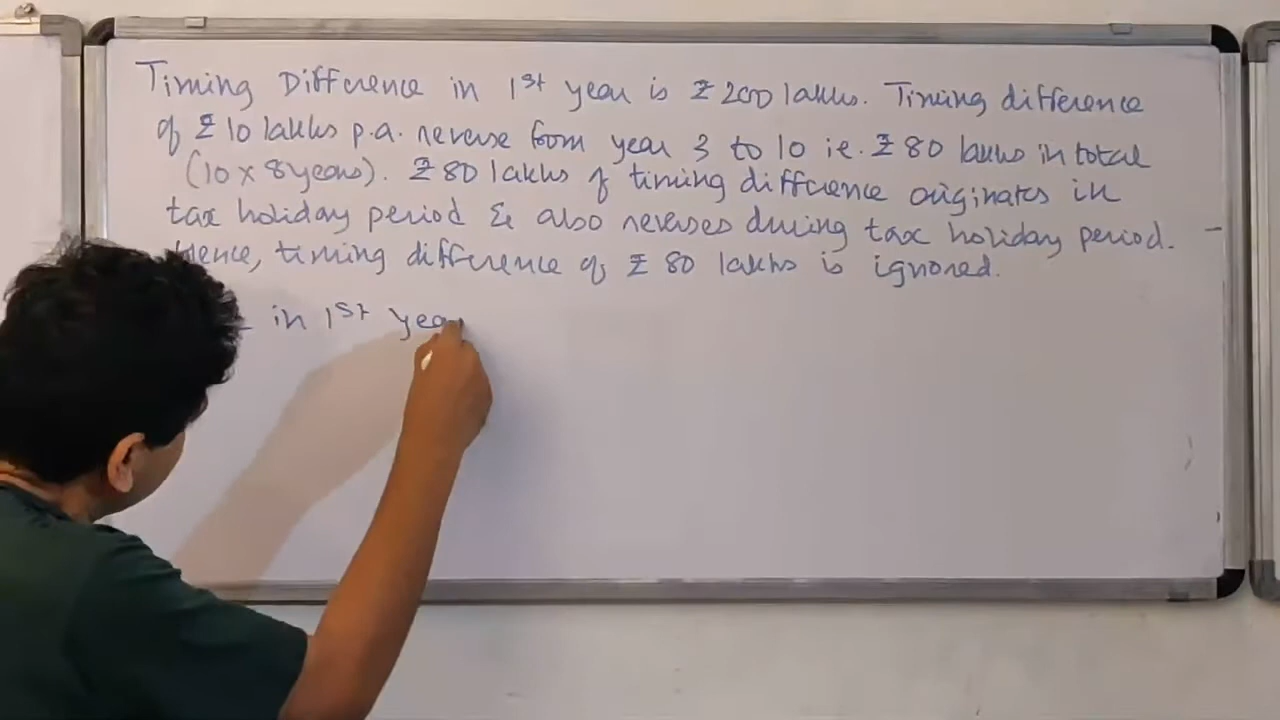 Timing Difference in 1st year is ₹ 200 lakhs. Timing difference
of ₹ 10 lakhs p.a. reverse from year 3 to 10 i.e. ₹ 80 lakhs in total
(10 x 8 years). ₹ 80 lakhs of timing difference originates in
tax holiday period & also reverses during tax holiday period.
Hence, timing difference of ₹ 80 lakhs is ignored.
in 1st year